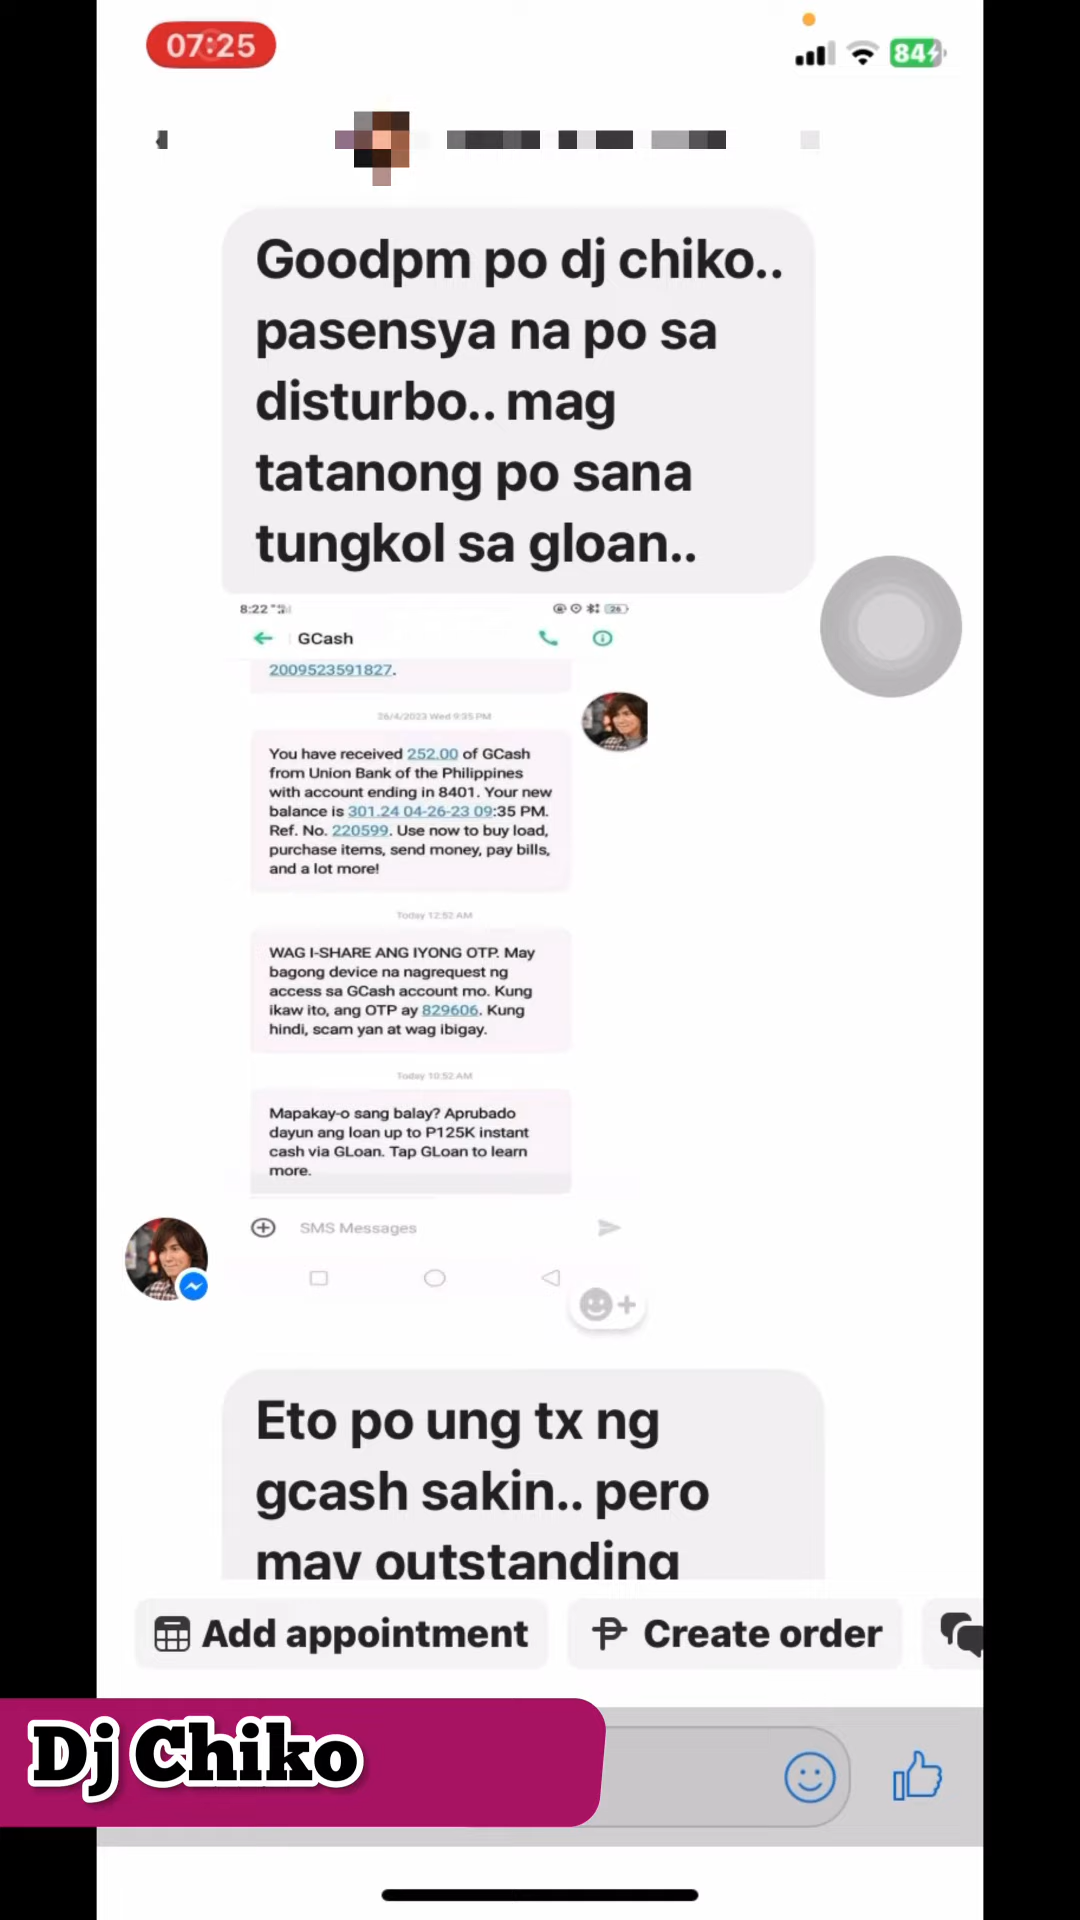 07:25
84
Goodpm po dj chiko..
pasensya na po sa
disturbo.. mag
tatanong po sana
tungkol sa gloan..
8:22
26
GCash
2009523591827.
26/4/2023 Wed 9:35 PM
You have received 252.00 of GCash
from Union Bank of the Philippines
with account ending in 8401. Your new
balance is 301.24 04-26-23 09:35 PM.
Ref. No. 220599. Use now to buy load,
purchase items, send money, pay bills,
and a lot more!
Today 12:52 AM
WAG I-SHARE ANG IYONG OTP. May
bagong device na nagrequest ng
access sa GCash account mo. Kung
ikaw ito, ang OTP ay 829606. Kung
hindi, scam yan at wag ibigay.
Today 10:52 AM
Mapakay-o sang balay? Aprubado
dayun ang loan up to P125K instant
cash via GLoan. Tap GLoan to learn
more.
SMS Messages
Eto po ung tx ng
gcash sakin.. pero
may outstanding
Add appointment
Create order
Dj Chiko